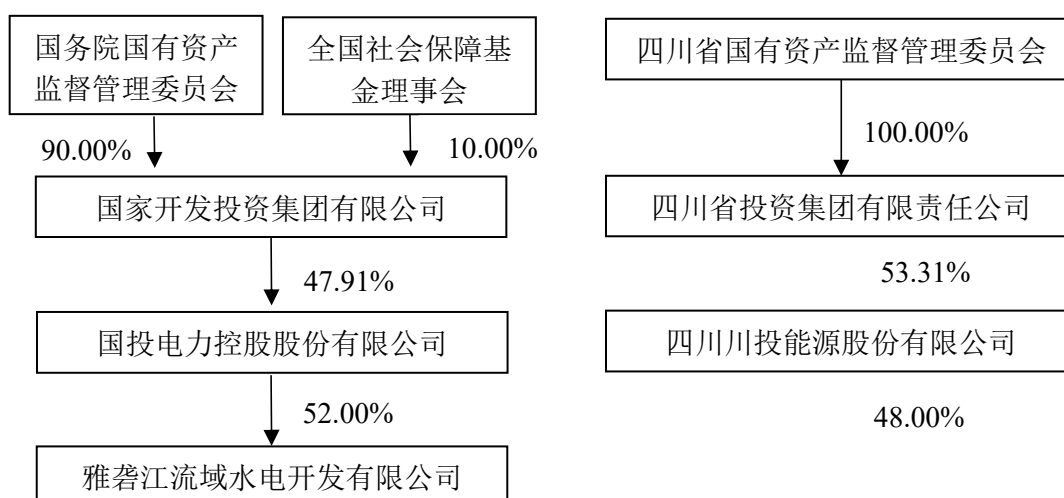 国务院国有资产
监督管理委员会
全国社会保障基
金理事会
四川省国有资产监督管理委员会
90.00%
10.00%
100.00%
国家开发投资集团有限公司
四川省投资集团有限责任公司
47.91%
53.31%
国投电力控股股份有限公司
四川川投能源股份有限公司
52.00%
48.00%
雅砻江流域水电开发有限公司